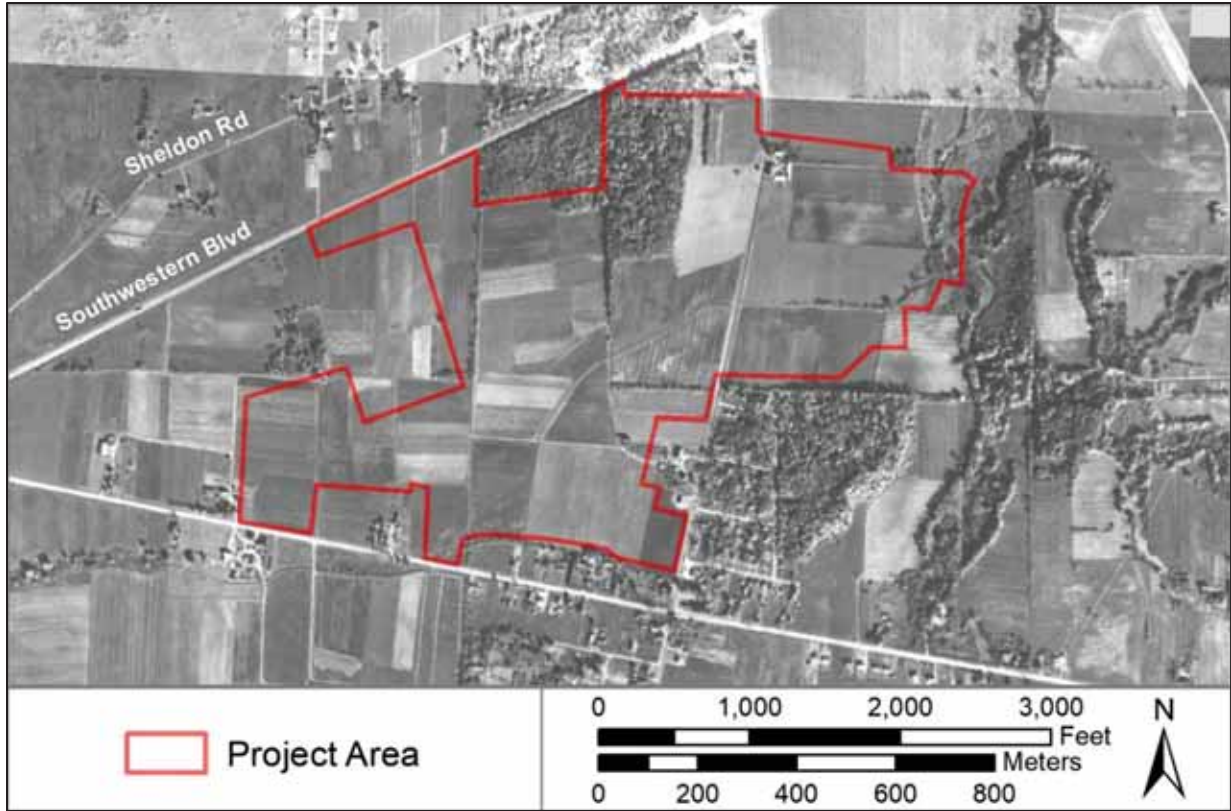 Sheldon Rd
Southwestern Blvd
Project Area
0 1,000 2,000 3,000
Feet
Meters
0 200 400 600 800
N